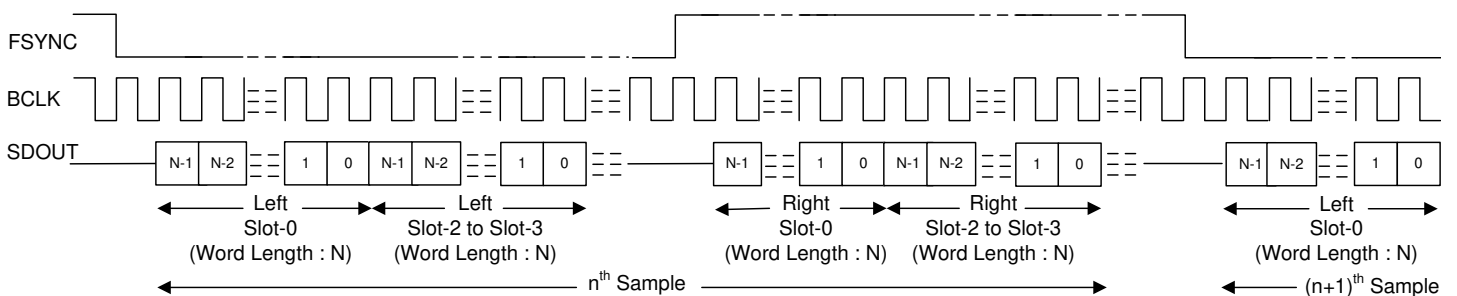 FSYNC
BCLK
SDOUT
N-1 N-2 1 0 N-1 N-2 1 0 N-1 1 0 N-1 N-2 1 0 N-1 N-2 1 0
Left Left Right Right Left
Slot-0 Slot-2 to Slot-3 Slot-0 Slot-2 to Slot-3 Slot-0
(Word Length : N) (Word Length : N) (Word Length : N) (Word Length : N) (Word Length : N)
nth Sample (n+1)th Sample